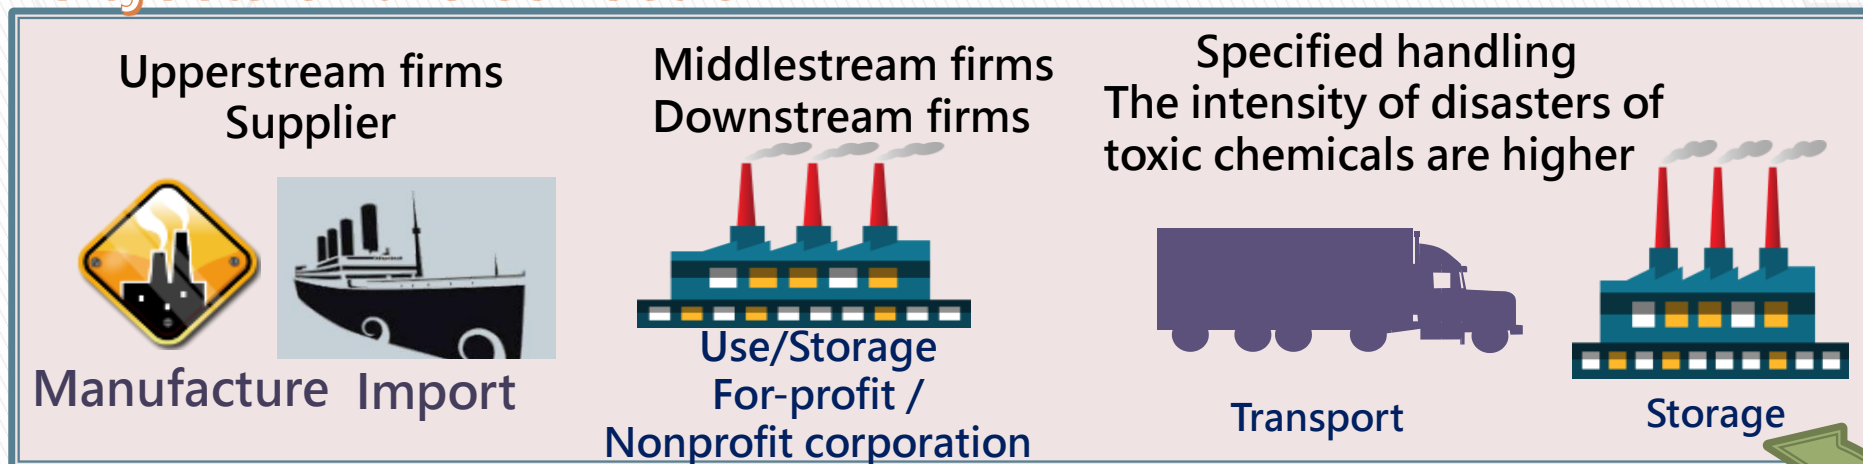 Upperstream firms
Supplier
Manufacture
Import
Middlestream firms
Downstream firms
Use/Storage
For-profit /
Nonprofit corporation
Specified handling
The intensity of disasters of
toxic chemicals are higher
Transport
Storage